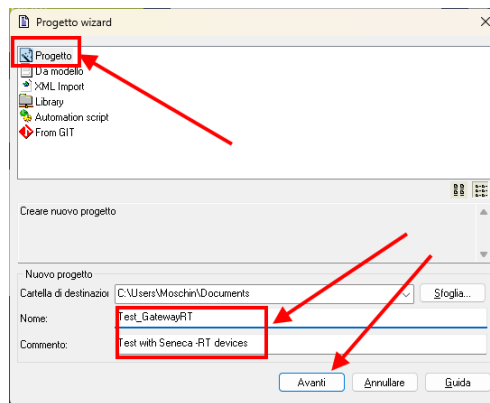 Progetto wizard
Progetto
Da modello
XML Import
Library
Automation script
From GIT
Creare nuovo progetto
Nuovo progetto
Cartella di destinazior C:\Users\Moschin\Documents Sfoglia...
Nome: Test_GatewayRT
Commento: Test with Seneca -RT devices
Avanti Annullare Guida